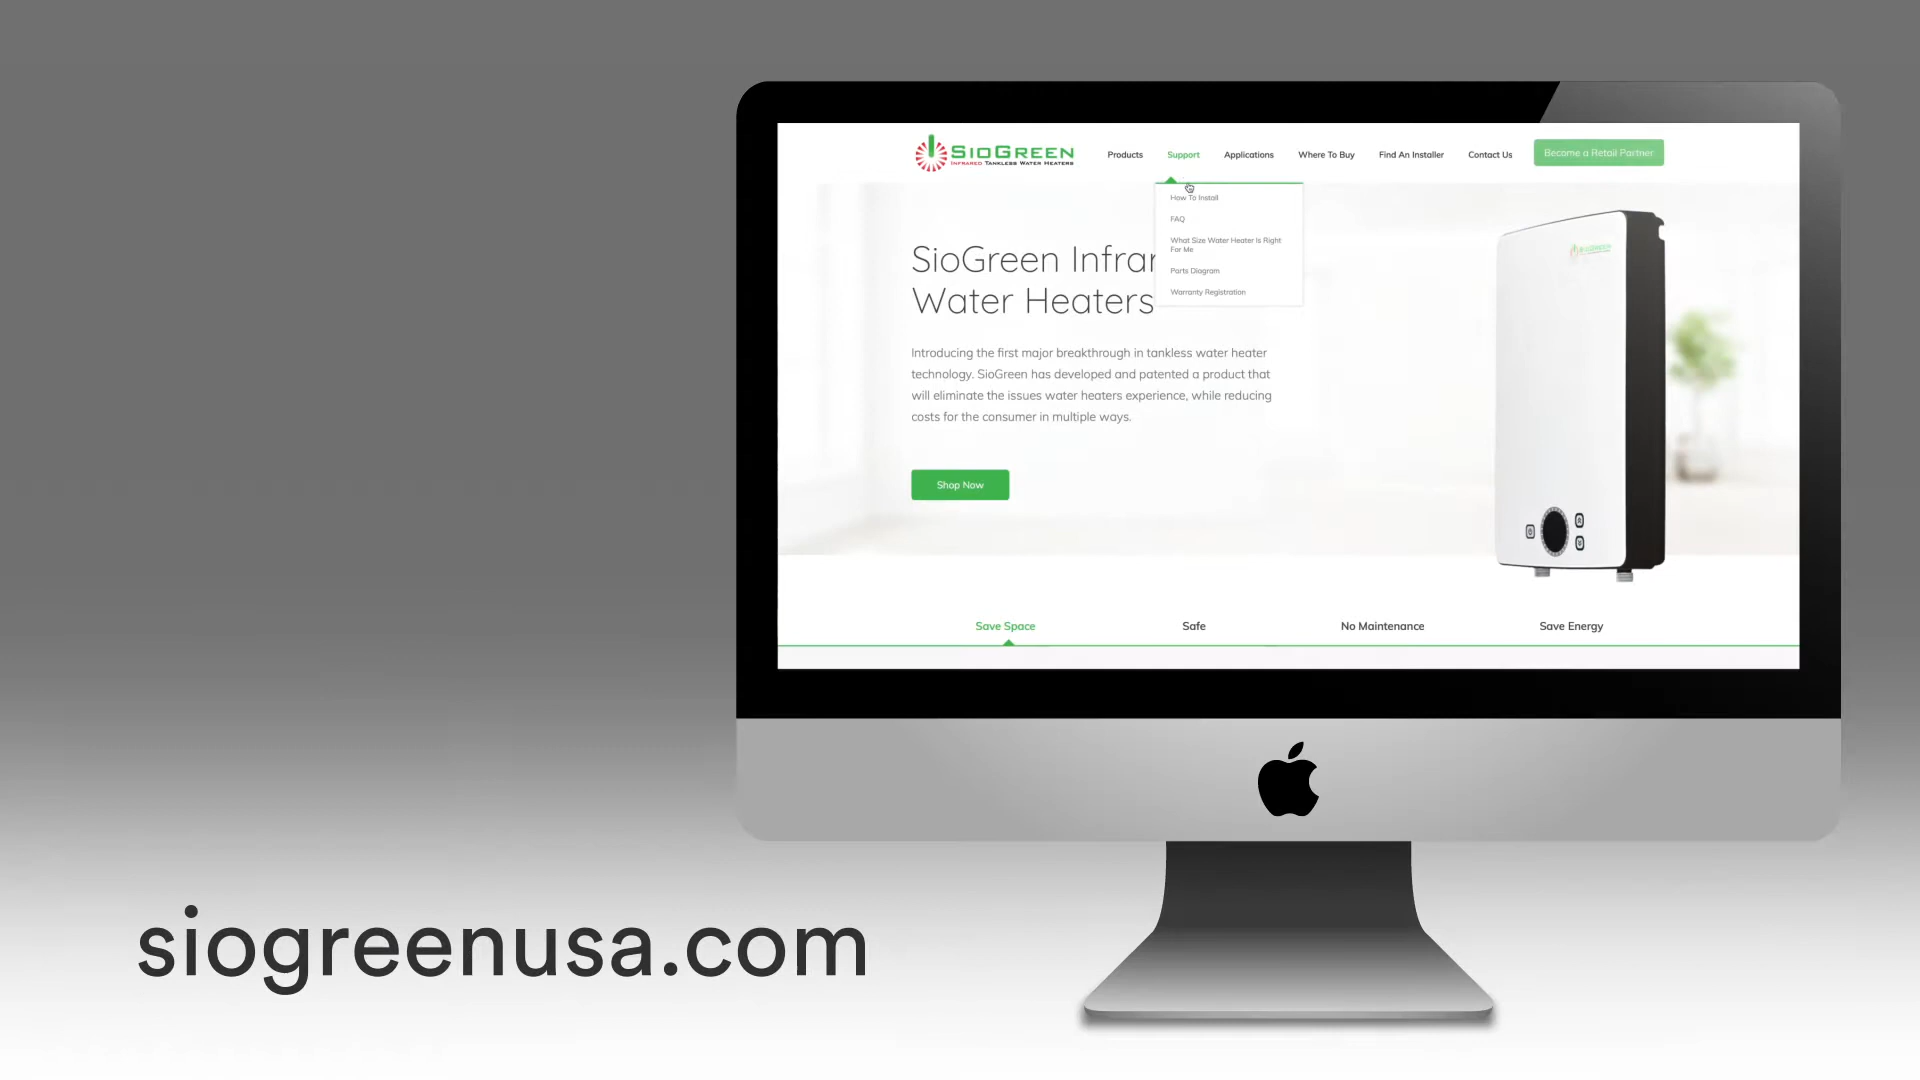 SIOGREEN
INFRARED TANKLESS WATER HEATERS
Products
Support
Applications
Where To Buy
Find An Installer
Contact Us
Become a Retail Partner
How To Install
FAQ
What Size Water Heater Is Right
For Me
Parts Diagram
Warranty Registration
SioGreen Infrar
Water Heaters
Introducing the first major breakthrough in tankless water heater
technology. SioGreen has developed and patented a product that
will eliminate the issues water heaters experience, while reducing
costs for the consumer in multiple ways.
Shop Now
SIOGREEN
Save Space
Safe
No Maintenance
Save Energy
siogreenusa.com